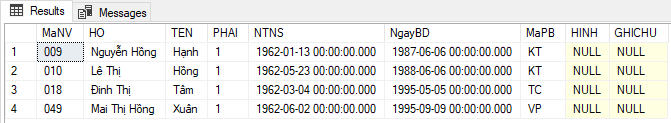 Results Messages
MaNV HO TEN PHAI NTNS NgayBD MaPB HINH GHICHU
1 009 Nguyễn Hồng Hạnh 1 1962-01-13 00:00:00.000 1987-06-06 00:00:00.000 KT NULL NULL
2 010 Lê Thị Hồng 1 1962-05-23 00:00:00.000 1988-06-06 00:00:00.000 KT NULL NULL
3 018 Đinh Thị Tâm 1 1962-03-04 00:00:00.000 1995-05-05 00:00:00.000 TC NULL NULL
4 049 Mai Thị Hồng Xuân 1 1962-06-02 00:00:00.000 1995-09-09 00:00:00.000 VP NULL NULL